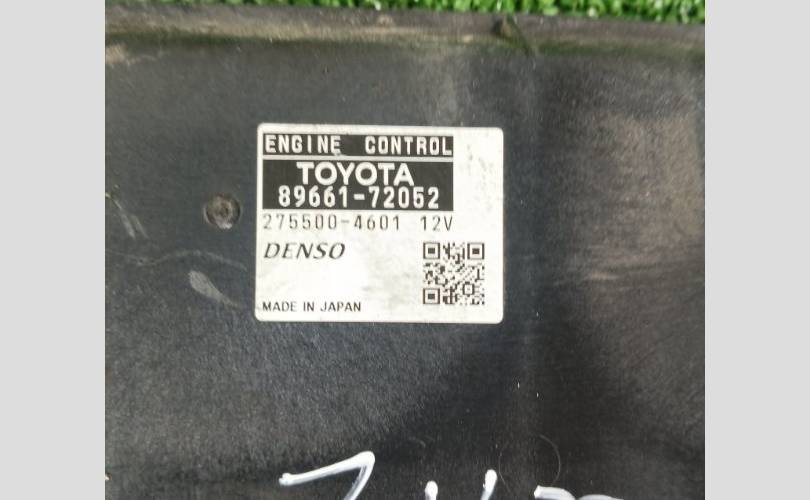 ENGINE CONTROL
TOYOTA
89661-72052
275500-4601 12V
DENSO
MADE IN JAPAN